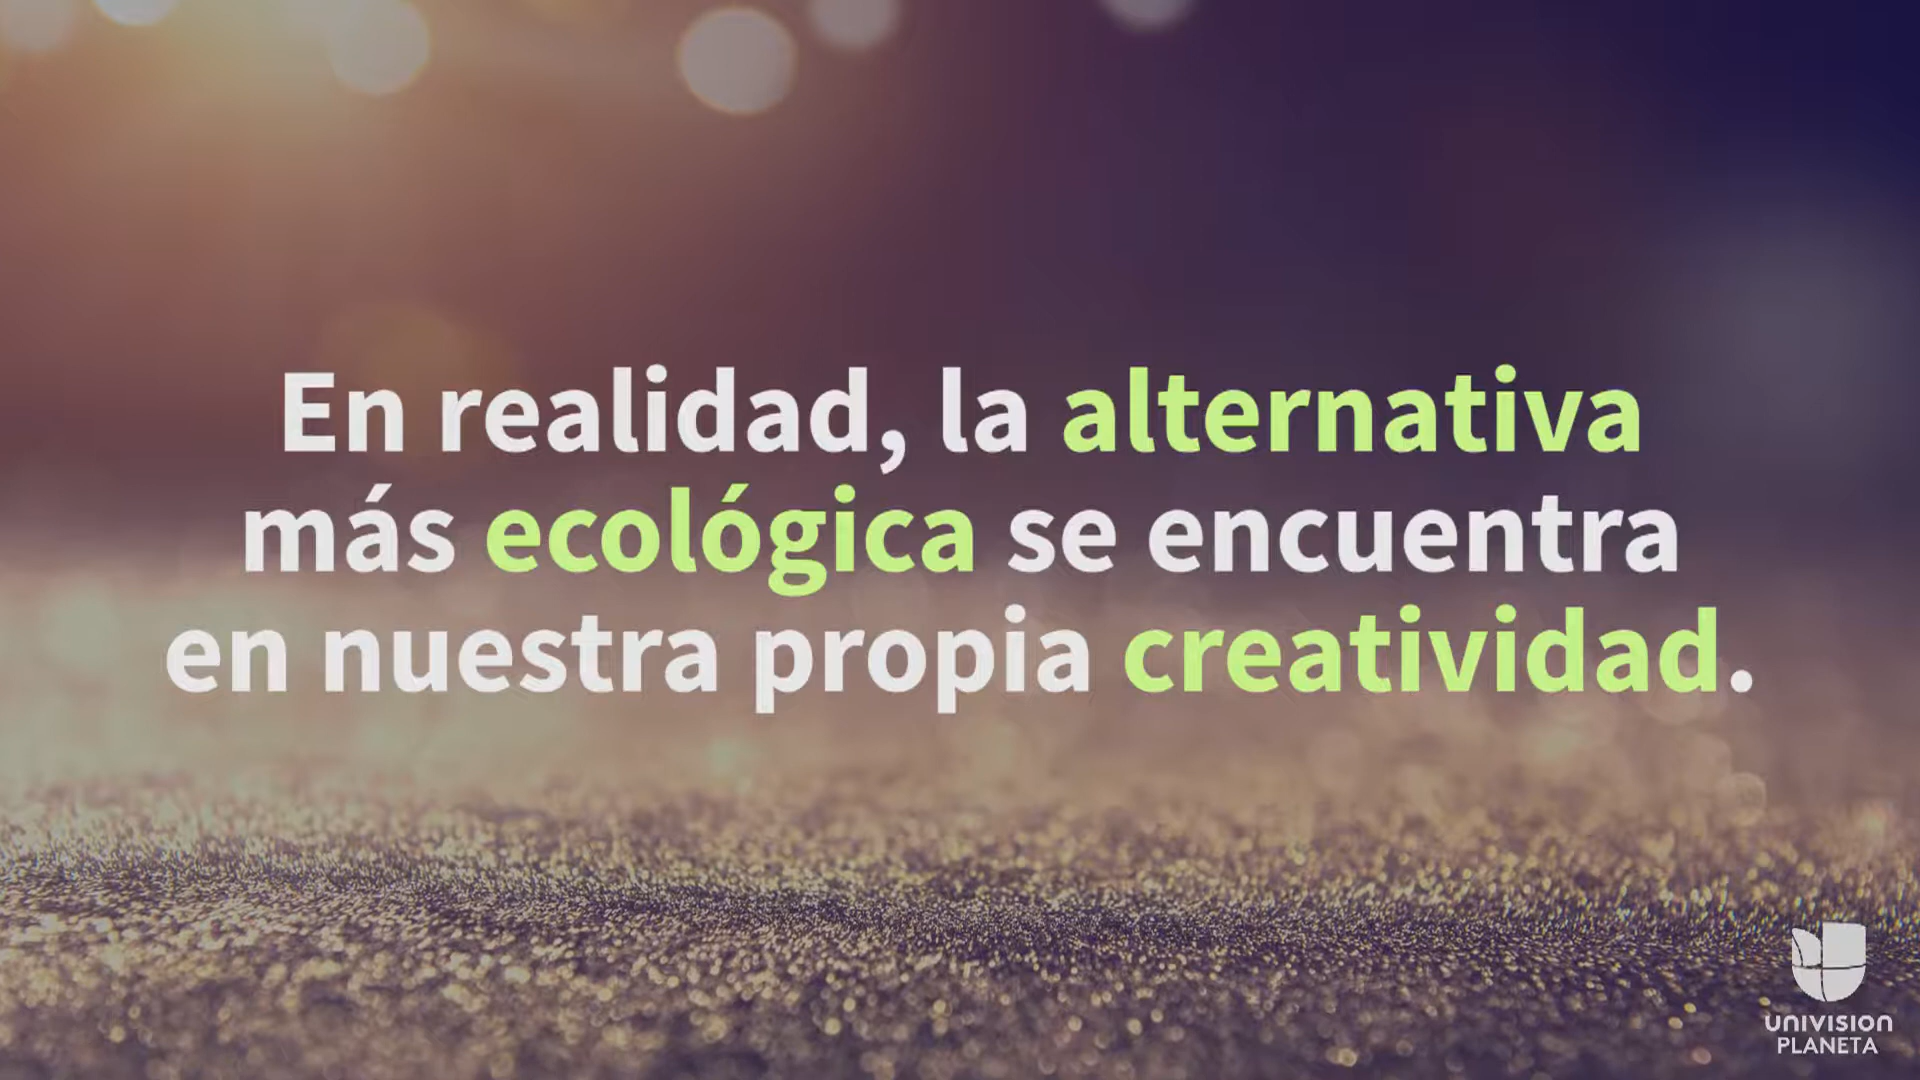 En realidad, la alternativa
más ecológica se encuentra
en nuestra propia creatividad.
UNIVISION
PLANETA